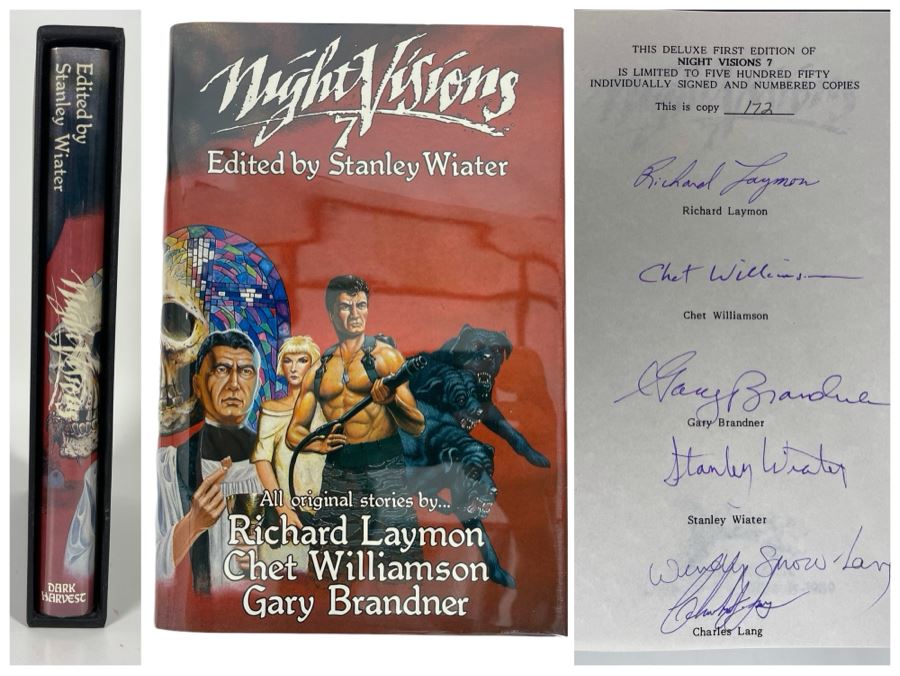 Edited by
Stanley Wiater
Night Visions
DARK
HARVEST
Night Visions
7
Edited by Stanley Wiater
All original stories by...
Richard Laymon
Chet Williamson
Gary Brandner
THIS DELUXE FIRST EDITION OF
NIGHT VISIONS 7
IS LIMITED TO FIVE HUNDRED FIFTY
INDIVIDUALLY SIGNED AND NUMBERED COPIES
This is copy 172
Richard Laymon
Richard Laymon
Chet Williamson
Chet Williamson
Gary Brandner
Gary Brandner
Stanley Wiater
Stanley Wiater
Wendy Snow-Lang
Charles Lang